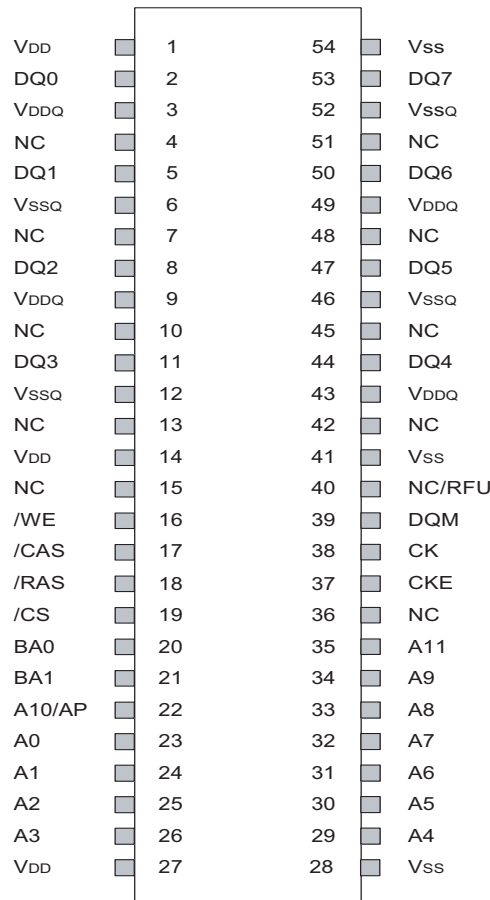 VDD 1 54 Vss
DQ0 2 53 DQ7
VDDQ 3 52 VssQ
NC 4 51 NC
DQ1 5 50 DQ6
VSSQ 6 49 VDDQ
NC 7 48 NC
DQ2 8 47 DQ5
VDDQ 9 46 VSSQ
NC 10 45 NC
DQ3 11 44 DQ4
VSSQ 12 43 VDDQ
NC 13 42 NC
VDD 14 41 VSS
NC 15 40 NC/RFU
/WE 16 39 DQM
/CAS 17 38 CK
/RAS 18 37 CKE
/CS 19 36 NC
BA0 20 35 A11
BA1 21 34 A9
A10/AP 22 33 A8
A0 23 32 A7
A1 24 31 A6
A2 25 30 A5
A3 26 29 A4
VDD 27 28 VSS